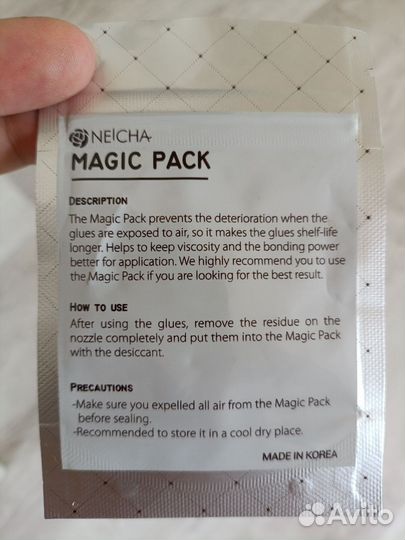 NEICHA
MAGIC PACK
DESCRIPTION
The Magic Pack prevents the deterioration when the
glues are exposed to air, so it makes the glues shelf-life
longer. Helps to keep viscosity and the bonding power
better for application. We highly recommend you to use
the Magic Pack if you are looking for the best result.
HOW TO USE
After using the glues, remove the residue on the
nozzle completely and put them into the Magic Pack
with the desiccant.
PRECAUTIONS
-Make sure you expelled all air from the Magic Pack
before sealing.
-Recommended to store it in a cool dry place.
MADE IN KOREA
Avito